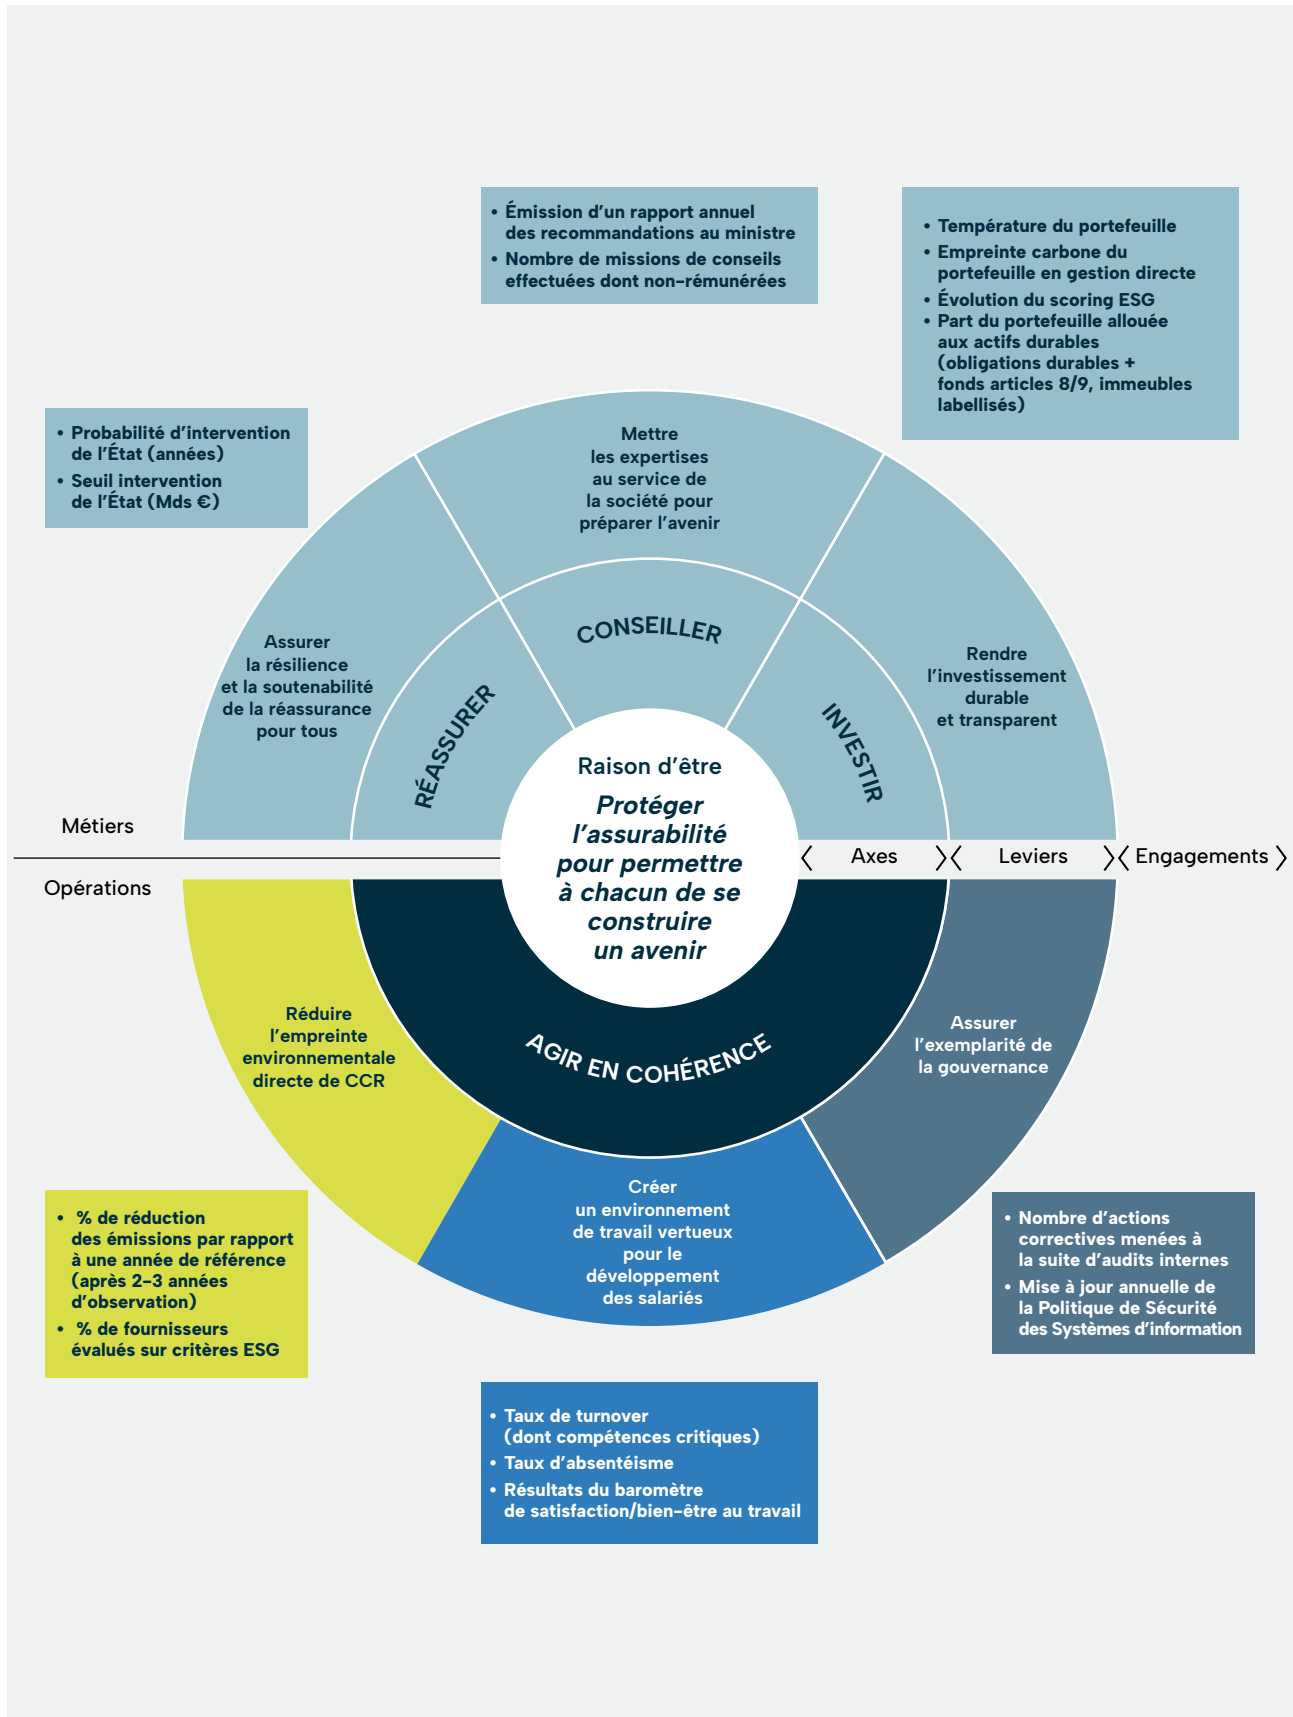 • Émission d’un rapport annuel
des recommandations au ministre
• Nombre de missions de conseils
effectuées dont non-rémunérées
• Température du portefeuille
• Empreinte carbone du
portefeuille en gestion directe
• Évolution du scoring ESG
• Part du portefeuille allouée
aux actifs durables
(obligations durables +
fonds articles 8/9, immeubles
labellisés)
• Probabilité d’intervention
de l’État (années)
• Seuil intervention
de l’État (Mds €)
Mettre
les expertises
au service de
la société pour
préparer l’avenir
Assurer
la résilience
et la soutenabilité
de la réassurance
pour tous
Rendre
l’investissement
durable
et transparent
RÉASSURER
CONSEILLER
INVESTIR
Raison d’être
Protéger
l’assurabilité
pour permettre
à chacun de se
construire
un avenir
Métiers
Opérations
Axes
Leviers
Engagements
AGIR EN COHÉRENCE
Réduire
l’empreinte
environnementale
directe de CCR
Assurer
l’exemplarité de
la gouvernance
Créer
un environnement
de travail vertueux
pour le
développement
des salariés
• % de réduction
des émissions par rapport
à une année de référence
(après 2-3 années
d’observation)
• % de fournisseurs
évalués sur critères ESG
• Nombre d’actions
correctives menées à
la suite d’audits internes
• Mise à jour annuelle de
la Politique de Sécurité
des Systèmes d’information
• Taux de turnover
(dont compétences critiques)
• Taux d’absentéisme
• Résultats du baromètre
de satisfaction/bien-être au travail